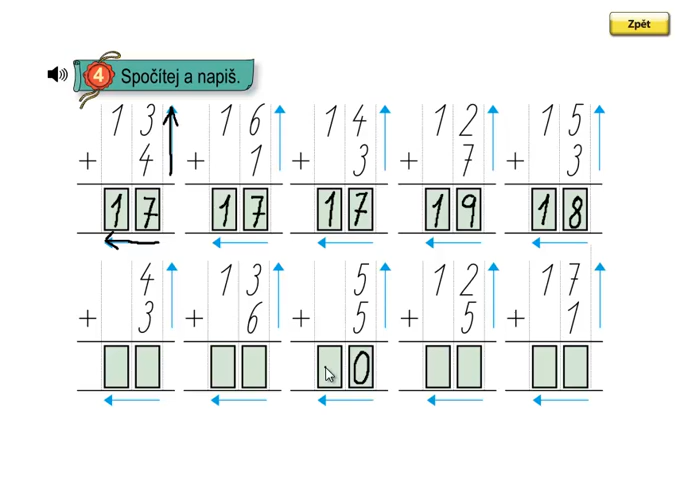 Zpět
4 Spočítej a napiš.
13 16 14 12 15
+ 4 + 1 + 3 + 7 + 3
17 17 17 19 18
4 13 5 12 17
+ 3 + 6 + 5 + 5 + 1
0